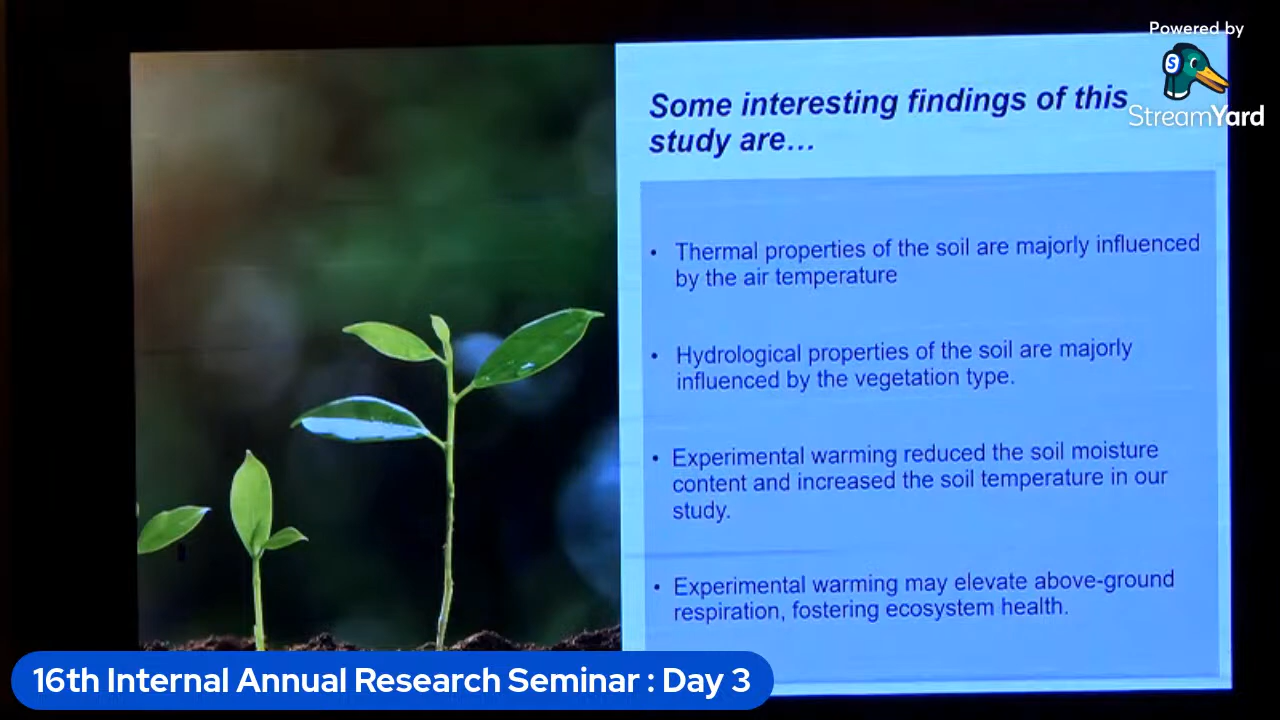 Powered by
StreamYard
Some interesting findings of this
study are...
• Thermal properties of the soil are majorly influenced
by the air temperature
• Hydrological properties of the soil are majorly
influenced by the vegetation type.
• Experimental warming reduced the soil moisture
content and increased the soil temperature in our
study.
• Experimental warming may elevate above-ground
respiration, fostering ecosystem health.
16th Internal Annual Research Seminar : Day 3